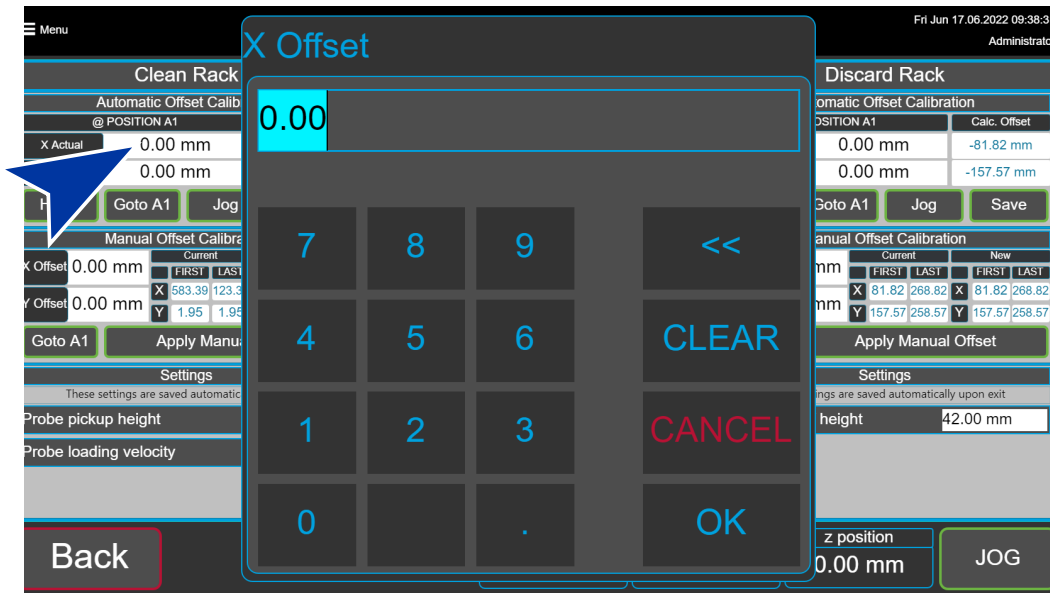 Menu
Fri Jun 17.06.2022 09:38:3
Administrato
X Offset
0.00
7 8 9 <<
4 5 6 CLEAR
1 2 3 CANCEL
0 . OK
Clean Rack
Automatic Offset Calib
@ POSITION A1
X Actual 0.00 mm
0.00 mm
H Goto A1 Jog
Manual Offset Calibra
Current
FIRST LAST
X Offset 0.00 mm X 583.39 123.3
Y Offset 0.00 mm Y 1.95 1.95
Goto A1 Apply Manua
Settings
These settings are saved automatic
Probe pickup height
Probe loading velocity
Discard Rack
omatic Offset Calibration
OSITION A1 Calc. Offset
0.00 mm -81.82 mm
0.00 mm -157.57 mm
Goto A1 Jog Save
anual Offset Calibration
Current New
FIRST LAST FIRST LAST
mm X 81.82 268.82 X 81.82 268.82
mm Y 157.57 258.57 Y 157.57 258.57
Apply Manual Offset
Settings
ings are saved automatically upon exit
height 42.00 mm
Back
z position
0.00 mm
JOG